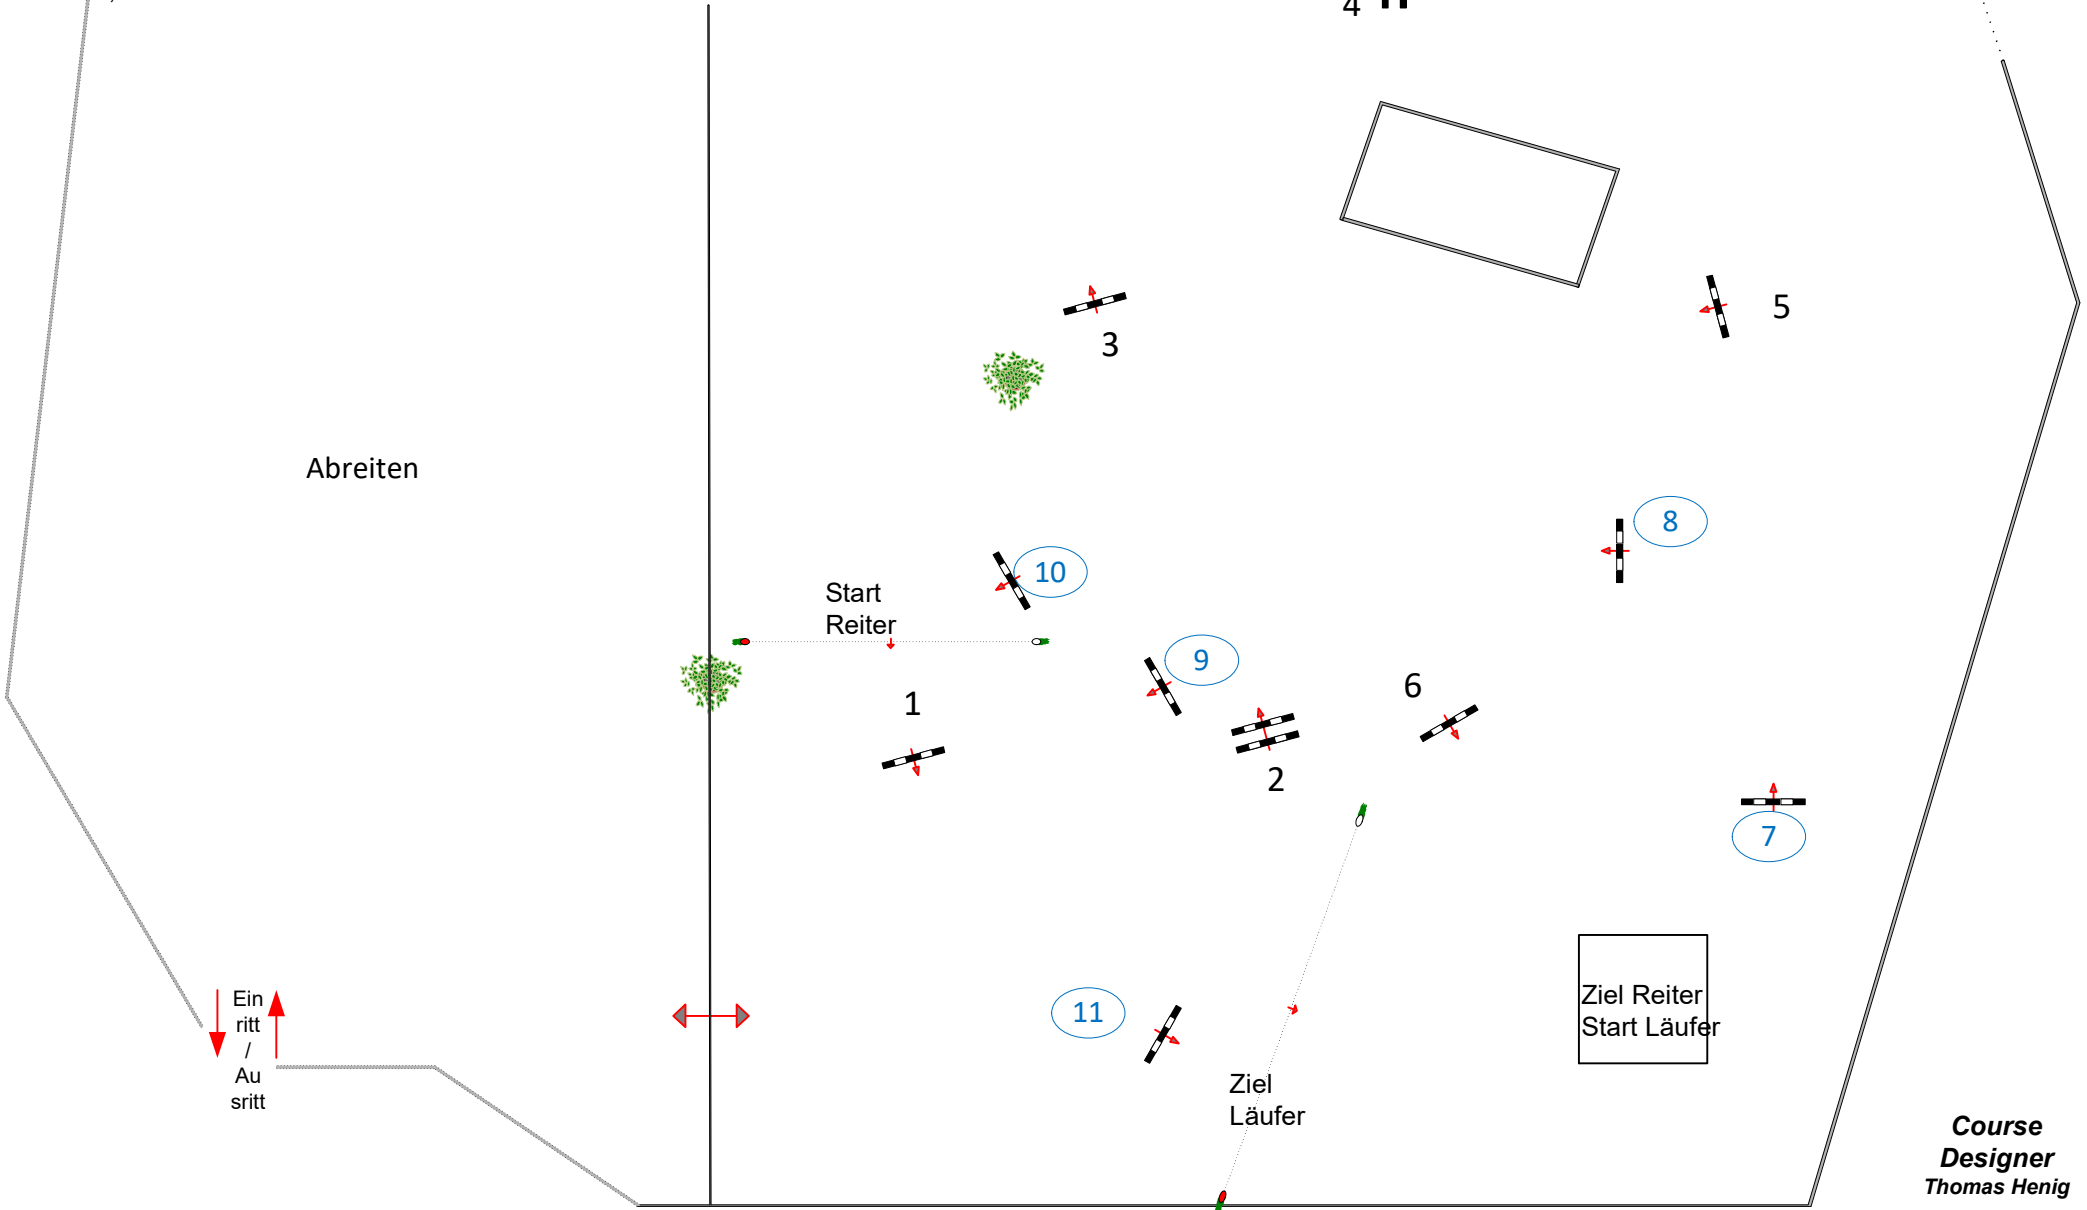 4
3
5
Abreiten
8
10
Start
Reiter
9
6
1
2
7
Ein
ritt
/
Au
sritt
11
Ziel Reiter
Start Läufer
Ziel
Läufer
Course
Designer
Thomas Henig